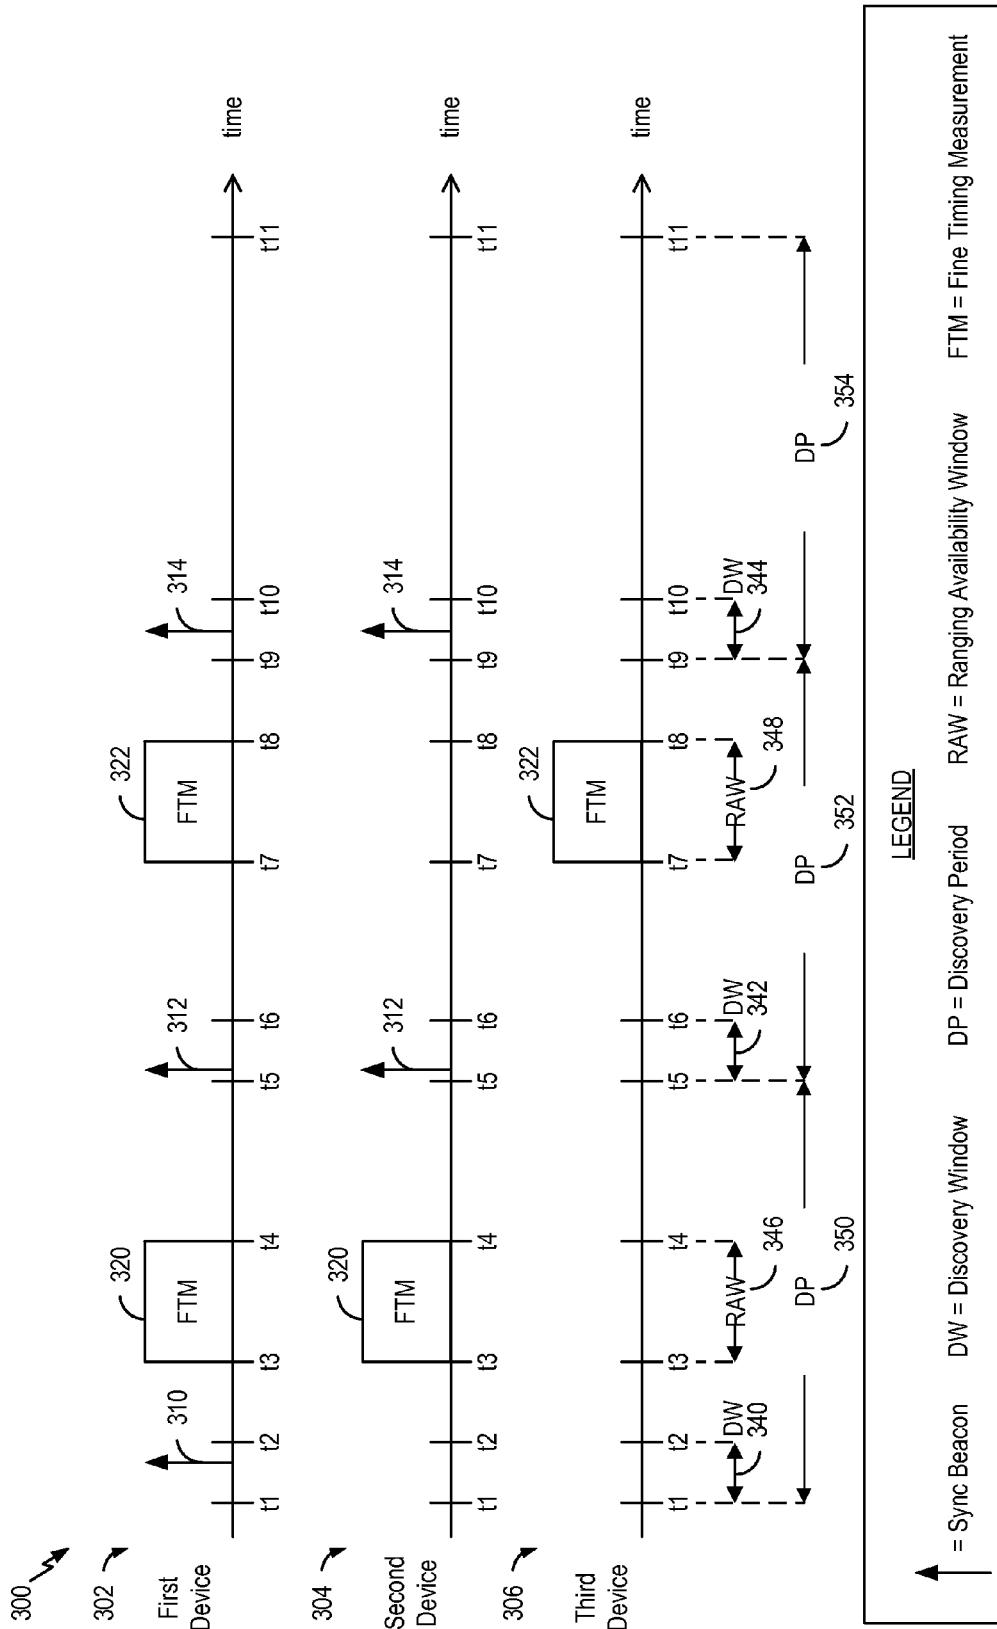 300
302
First
Device
310
320
FTM
312
322
FTM
314
t1
t2
t3
t4
t5
t6
t7
t8
t9
t10
t11
time
304
Second
Device
320
FTM
312
314
t1
t2
t3
t4
t5
t6
t7
t8
t9
t10
t11
time
306
Third
Device
322
FTM
t1
t2
t3
t4
t5
t6
t7
t8
t9
t10
t11
time
DW
340
RAW
346
DW
342
RAW
348
DW
344
DP
350
DP
352
DP
354
LEGEND
= Sync Beacon
DW = Discovery Window
DP = Discovery Period
RAW = Ranging Availability Window
FTM = Fine Timing Measurement